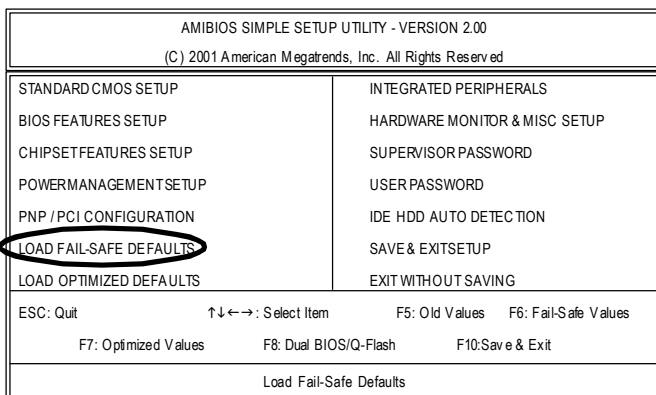 AMIBIOS SIMPLE SETUP UTILITY - VERSION 2.00
(C) 2001 American Megatrends, Inc. All Rights Reserved
STANDARD CMOS SETUP
INTEGRATED PERIPHERALS
BIOS FEATURES SETUP
HARDWARE MONITOR & MISC SETUP
CHIPSET FEATURES SETUP
SUPERVISOR PASSWORD
POWER MANAGEMENT SETUP
USER PASSWORD
PNP / PCI CONFIGURATION
IDE HDD AUTO DETECTION
LOAD FAIL-SAFE DEFAULTS
SAVE & EXIT SETUP
LOAD OPTIMIZED DEFAULTS
EXIT WITHOUT SAVING
ESC: Quit ↑↓←→: Select Item F5: Old Values F6: Fail-Safe Values
F7: Optimized Values F8: Dual BIOS/Q-Flash F10:Save & Exit
Load Fail-Safe Defaults